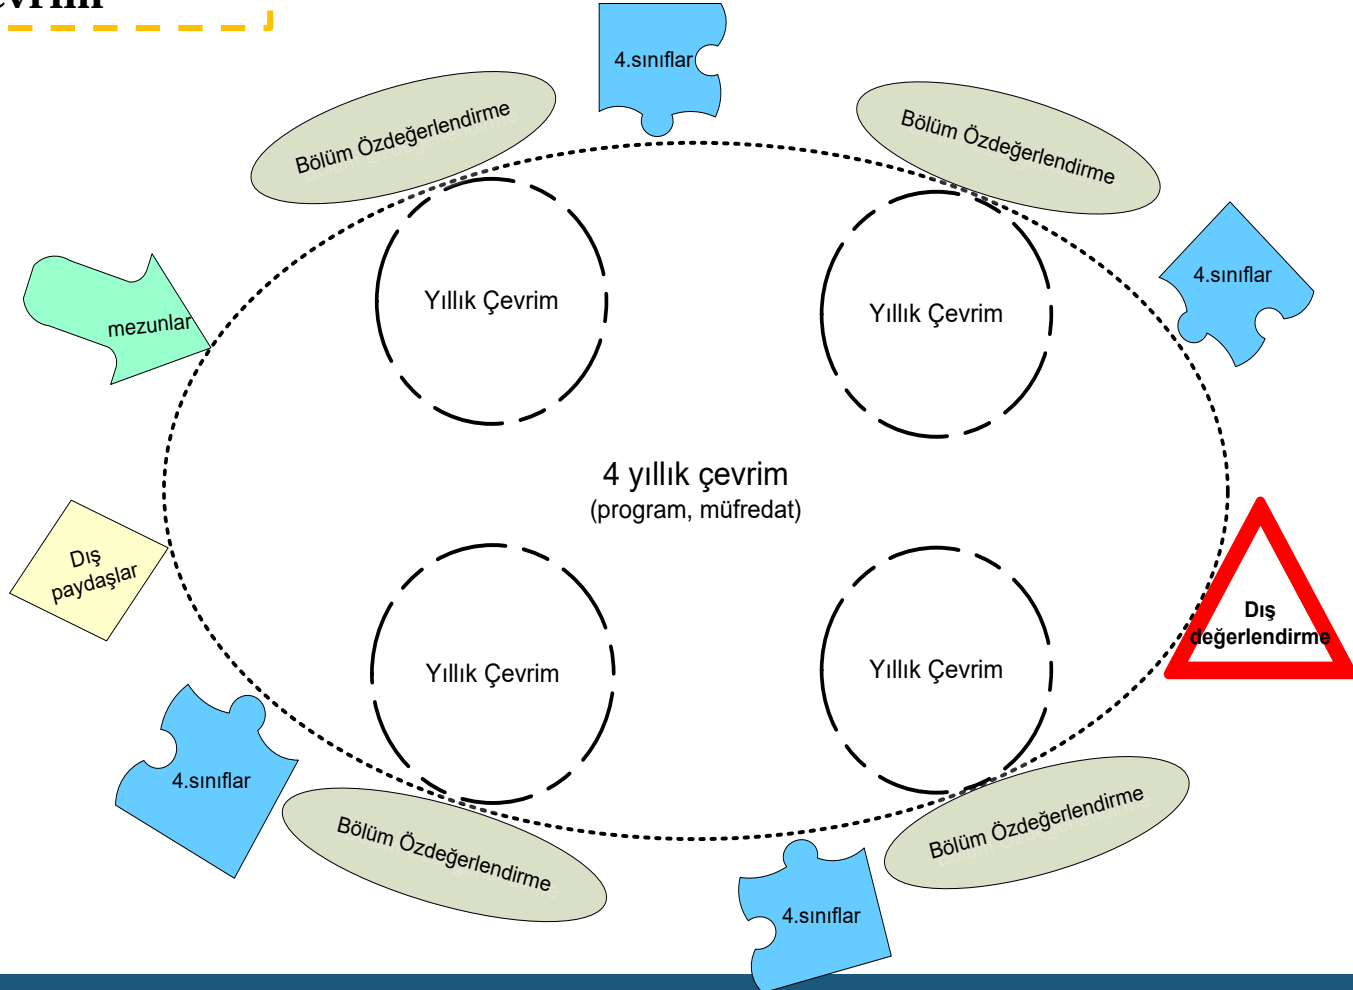 4.sınıflar
Bölüm Özdeğerlendirme
Bölüm Özdeğerlendirme
4.sınıflar
mezunlar
Yıllık Çevrim
Yıllık Çevrim
4 yıllık çevrim
(program, müfredat)
Dış
paydaşlar
Dış
değerlendirme
Yıllık Çevrim
Yıllık Çevrim
4.sınıflar
Bölüm Özdeğerlendirme
Bölüm Özdeğerlendirme
4.sınıflar